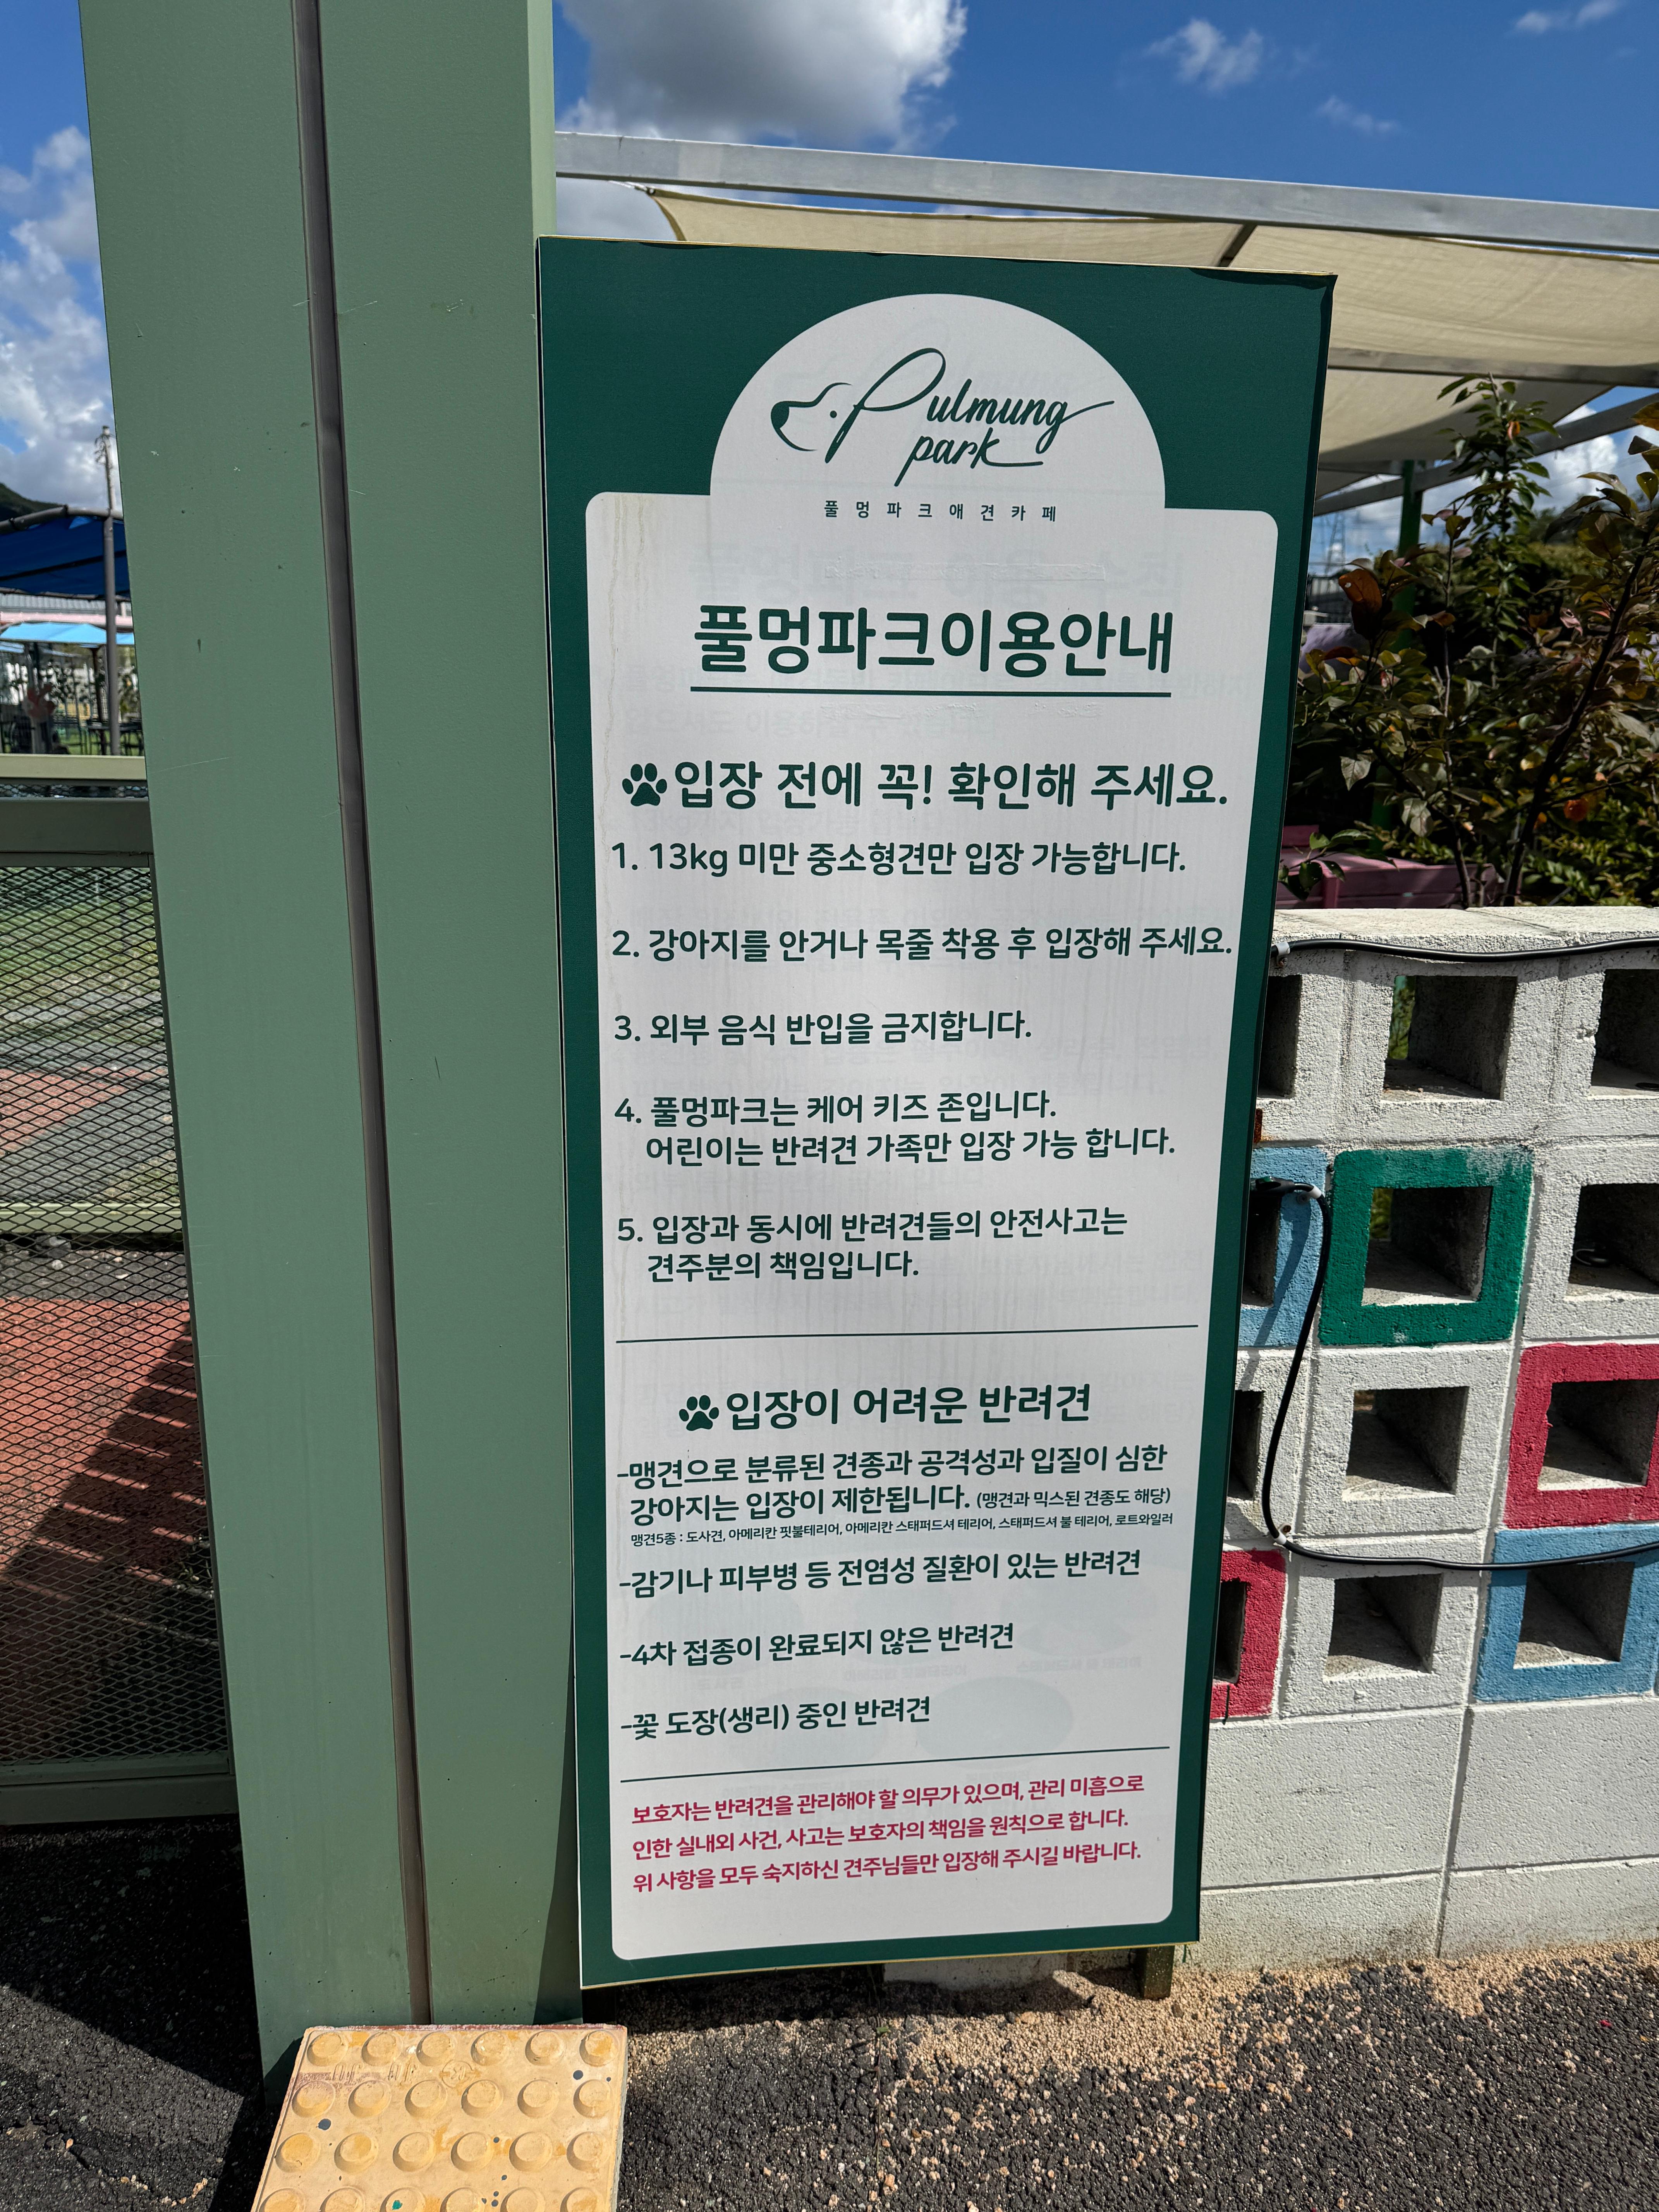 Pulmung
park
풀멍파크애견카페
풀멍파크이용안내
입장 전에 꼭! 확인해 주세요.
1. 13kg 미만 중소형견만 입장 가능합니다.
2. 강아지를 안거나 목줄 착용 후 입장해 주세요.
3. 외부 음식 반입을 금지합니다.
4. 풀멍파크는 케어 키즈 존입니다.
어린이는 반려견 가족만 입장 가능 합니다.
5. 입장과 동시에 반려견들의 안전사고는
견주분의 책임입니다.
입장이 어려운 반려견
-맹견으로 분류된 견종과 공격성과 입질이 심한
강아지는 입장이 제한됩니다. (맹견과 믹스된 견종도 해당)
맹견5종 : 도사견, 아메리칸 핏불테리어, 아메리칸 스태퍼드셔 테리어, 스태퍼드셔 불 테리어, 로트와일러
-감기나 피부병 등 전염성 질환이 있는 반려견
-4차 접종이 완료되지 않은 반려견
-꽃 도장(생리) 중인 반려견
보호자는 반려견을 관리해야 할 의무가 있으며, 관리 미흡으로
인한 실내외 사건, 사고는 보호자의 책임을 원칙으로 합니다.
위 사항을 모두 숙지하신 견주님들만 입장해 주시길 바랍니다.